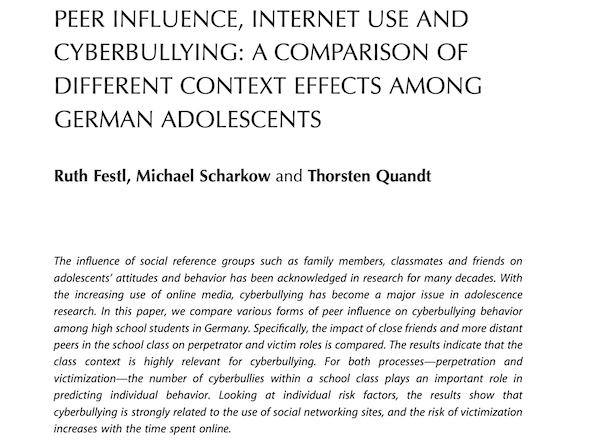 PEER INFLUENCE, INTERNET USE AND
CYBERBULLYING: A COMPARISON OF
DIFFERENT CONTEXT EFFECTS AMONG
GERMAN ADOLESCENTS
Ruth Festl, Michael Scharkow and Thorsten Quandt
The influence of social reference groups such as family members, classmates and friends on
adolescents' attitudes and behavior has been acknowledged in research for many decades. With
the increasing use of online media, cyberbullying has become a major issue in adolescence
research. In this paper, we compare various forms of peer influence on cyberbullying behavior
among high school students in Germany. Specifically, the impact of close friends and more distant
peers in the school class on perpetrator and victim roles is compared. The results indicate that the
class context is highly relevant for cyberbullying. For both processes—perpetration and
victimization—the number of cyberbullies within a school class plays an important role in
predicting individual behavior. Looking at individual risk factors, the results show that
cyberbullying is strongly related to the use of social networking sites, and the risk of victimization
increases with the time spent online.